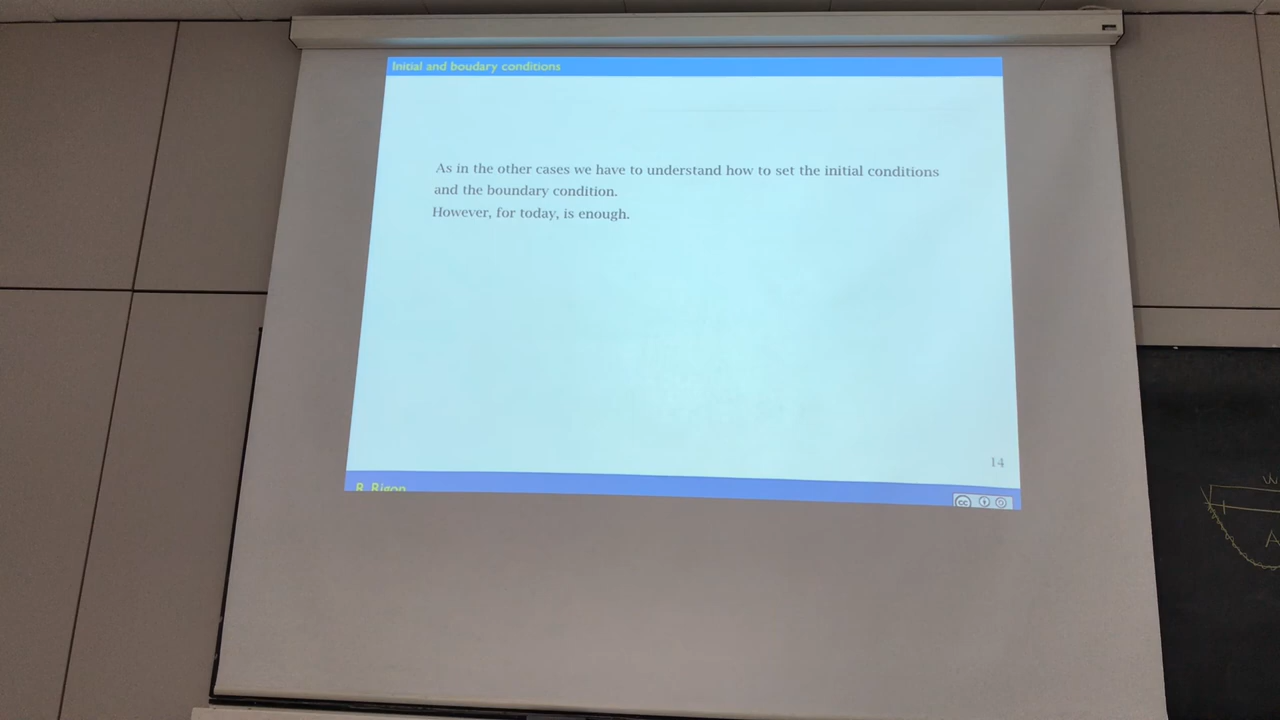 Initial and boudary conditions
As in the other cases we have to understand how to set the initial conditions
and the boundary condition.
However, for today, is enough.
14
R. Rigon
cc
W
A